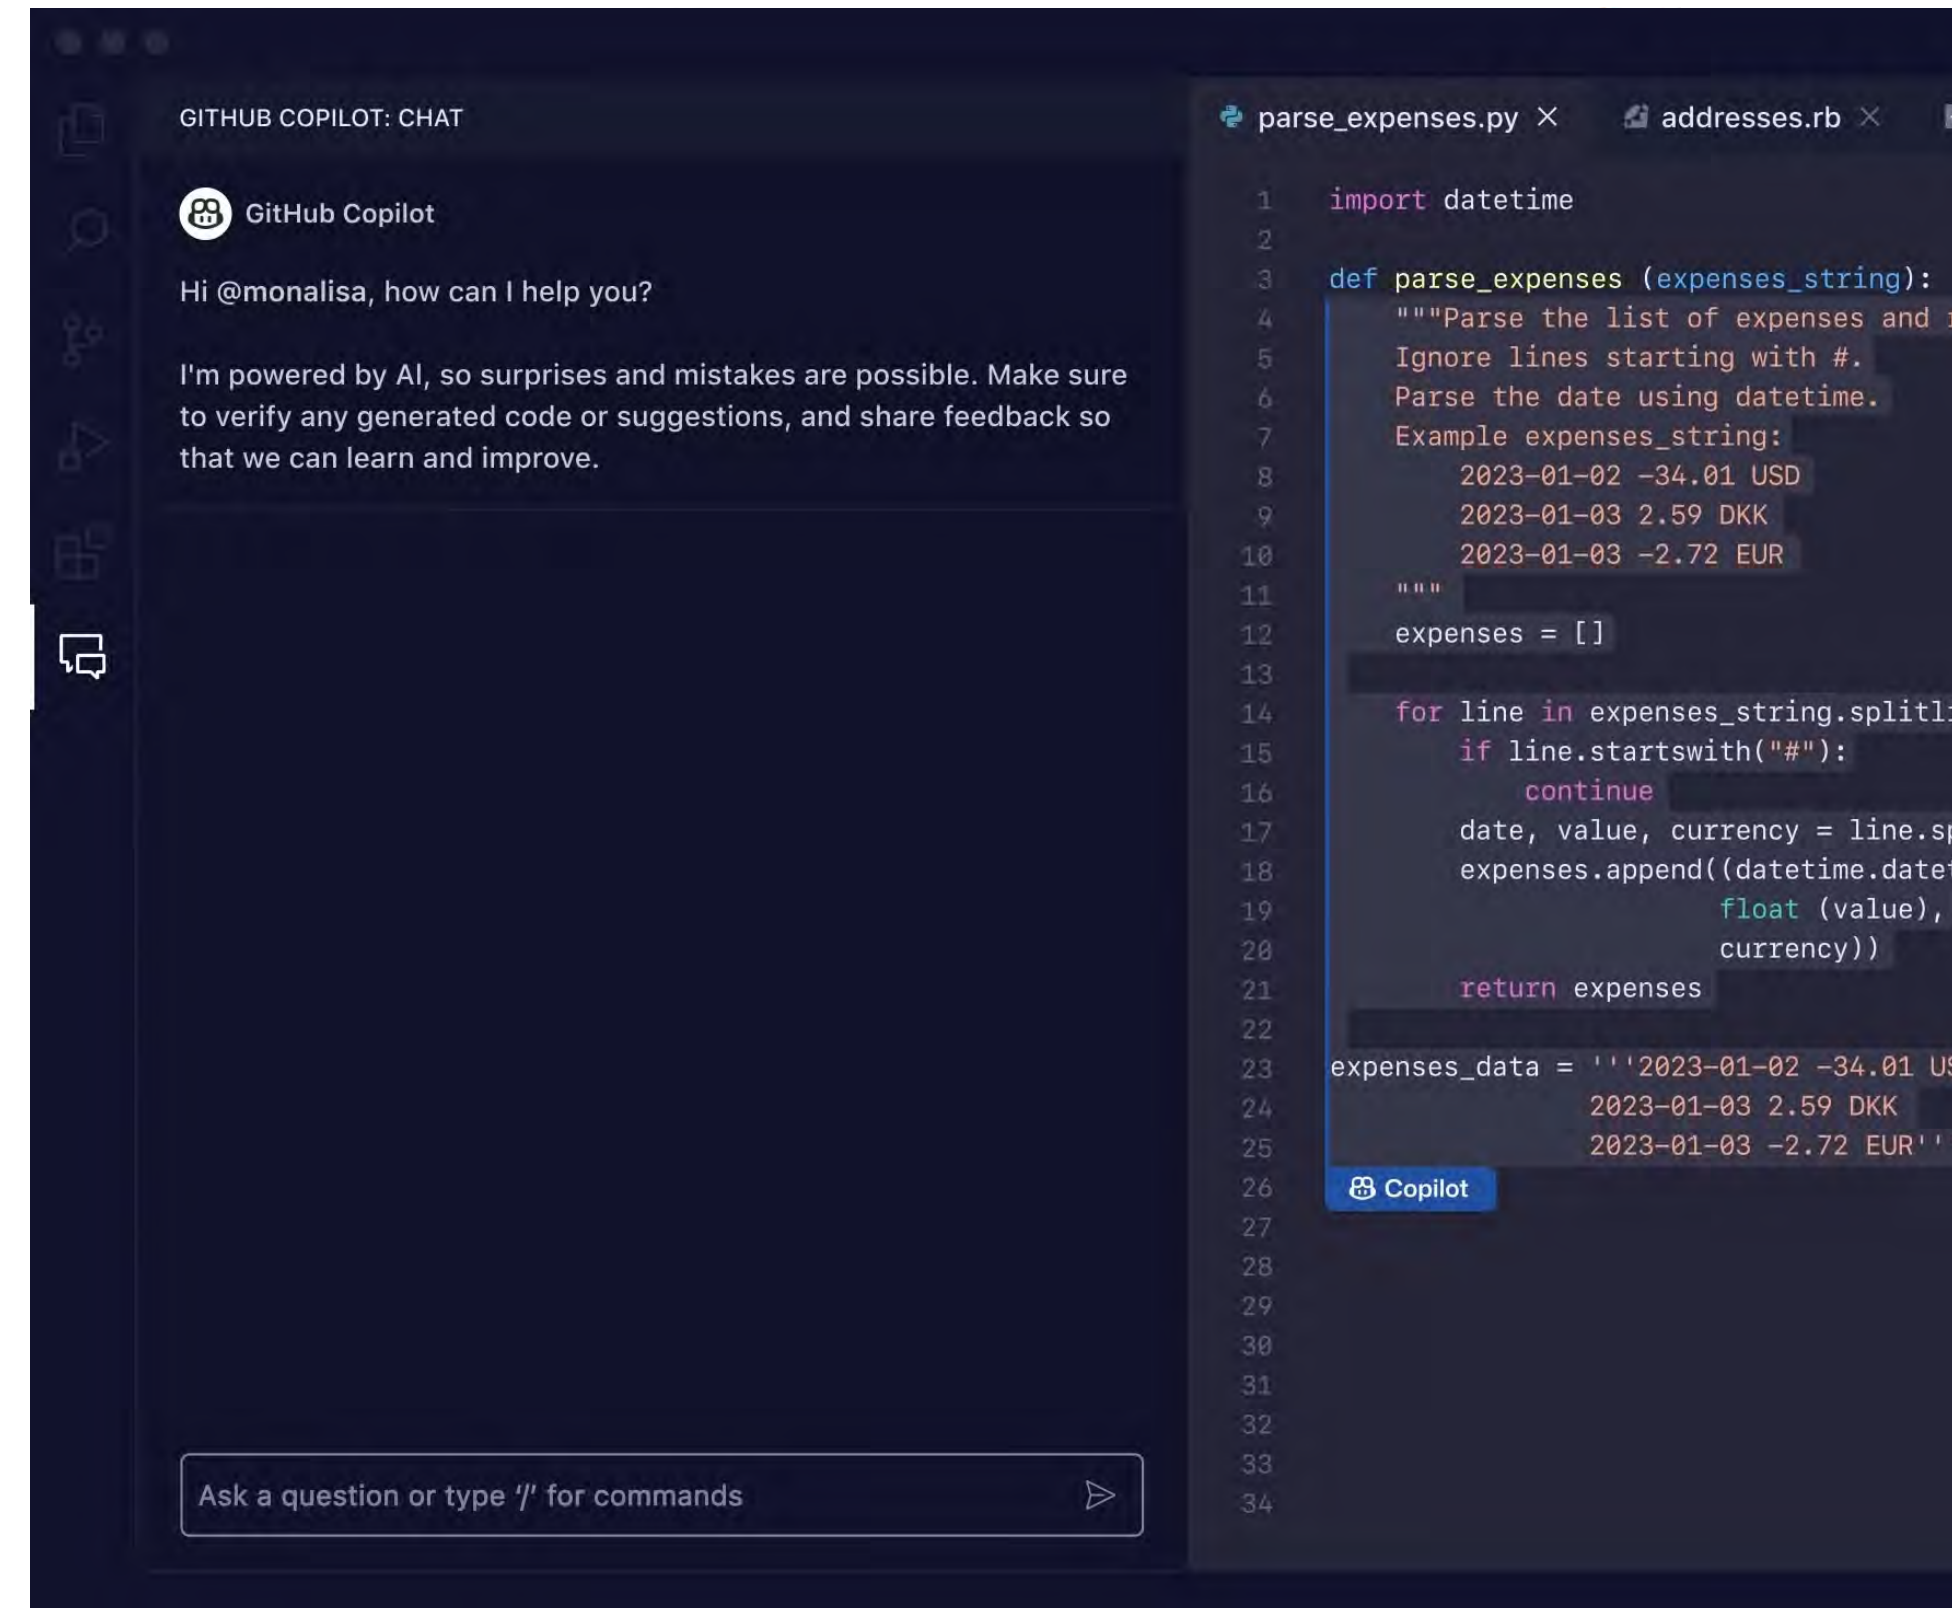 GITHUB COPILOT: CHAT
GitHub Copilot
Hi @monalisa, how can I help you?
I'm powered by AI, so surprises and mistakes are possible. Make sure
to verify any generated code or suggestions, and share feedback so
that we can learn and improve.
Ask a question or type '/' for commands
parse_expenses.py addresses.rb
1 import datetime
2
3 def parse_expenses (expenses_string):
4 """Parse the list of expenses and
5 Ignore lines starting with #.
6 Parse the date using datetime.
7 Example expenses_string:
8 2023-01-02 -34.01 USD
9 2023-01-03 2.59 DKK
10 2023-01-03 -2.72 EUR
11 """
12 expenses = []
13
14 for line in expenses_string.splitli
15 if line.startswith("#"):
16 continue
17 date, value, currency = line.sp
18 expenses.append((datetime.datet
19 float (value),
20 currency))
21 return expenses
22
23 expenses_data = '''2023-01-02 -34.01 US
24 2023-01-03 2.59 DKK
25 2023-01-03 -2.72 EUR''
26 Copilot
27
28
29
30
31
32
33
34